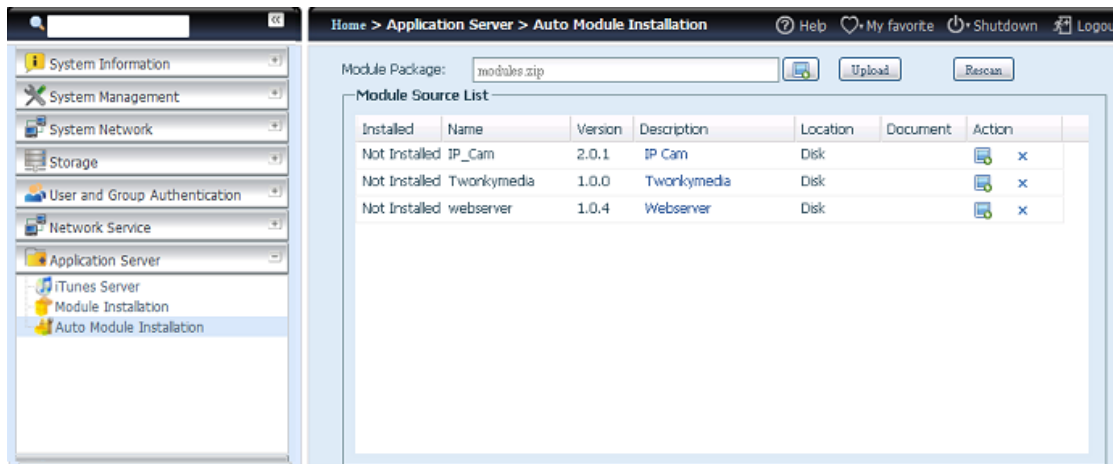 Home > Application Server > Auto Module Installation
Help
My favorite
Shutdown
Logou
System Information
System Management
System Network
Storage
User and Group Authentication
Network Service
Application Server
iTunes Server
Module Installation
Auto Module Installation
Module Package: modules.zip Upload Rescan
Module Source List
Installed Name Version Description Location Document Action
Not Installed IP_Cam 2.0.1 IP Cam Disk
Not Installed Twonkymedia 1.0.0 Twonkymedia Disk
Not Installed webserver 1.0.4 Webserver Disk